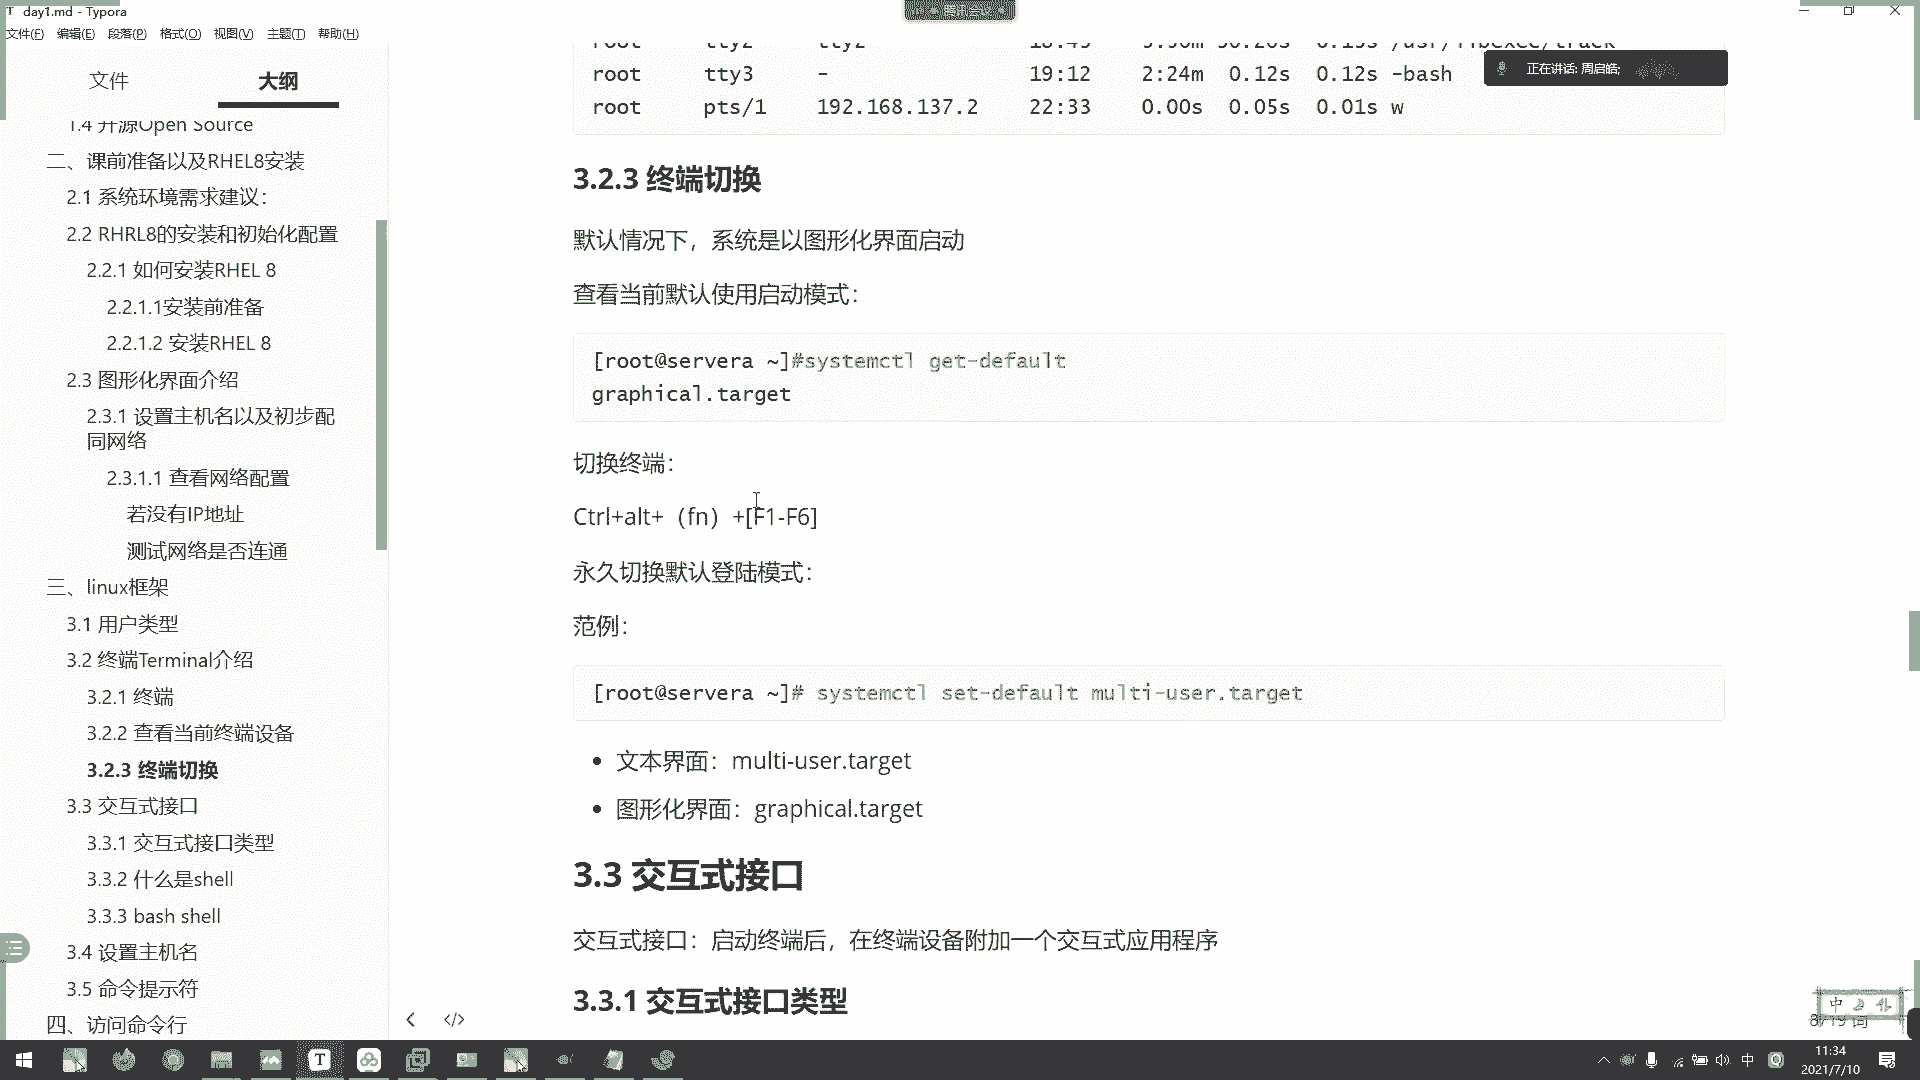 day1.md - Typora
腾讯会议
文件(F) 编辑(E) 段落(P) 格式(O) 视图(V) 主题(T) 帮助(H)
文件 大纲
1.4 开源Open Source
二、课前准备以及RHEL8安装
2.1 系统环境需求建议：
2.2 RHRL8的安装和初始化配置
2.2.1 如何安装RHEL 8
2.2.1.1安装前准备
2.2.1.2 安装RHEL 8
2.3 图形化界面介绍
2.3.1 设置主机名以及初步配
同网络
2.3.1.1 查看网络配置
若没有IP地址
测试网络是否连通
三、linux框架
3.1 用户类型
3.2 终端Terminal介绍
3.2.1 终端
3.2.2 查看当前终端设备
3.2.3 终端切换
3.3 交互式接口
3.3.1 交互式接口类型
3.3.2 什么是shell
3.3.3 bash shell
3.4 设置主机名
3.5 命令提示符
四、访问命令行
root tty2 tty2
root tty3 - 19:12 2:24m 0.12s 0.12s -bash
root pts/1 192.168.137.2 22:33 0.00s 0.05s 0.01s w
正在讲话: 周启皓;
3.2.3 终端切换
默认情况下，系统是以图形化界面启动
查看当前默认使用启动模式：
[root@servera ~]#systemctl get-default
graphical.target
切换终端：
Ctrl+alt+（fn）+[F1-F6]
永久切换默认登陆模式：
范例：
[root@servera ~]# systemctl set-default multi-user.target
文本界面：multi-user.target
图形化界面：graphical.target
3.3 交互式接口
交互式接口：启动终端后，在终端设备附加一个交互式应用程序
3.3.1 交互式接口类型
中
词
中
11:34
2021/7/10